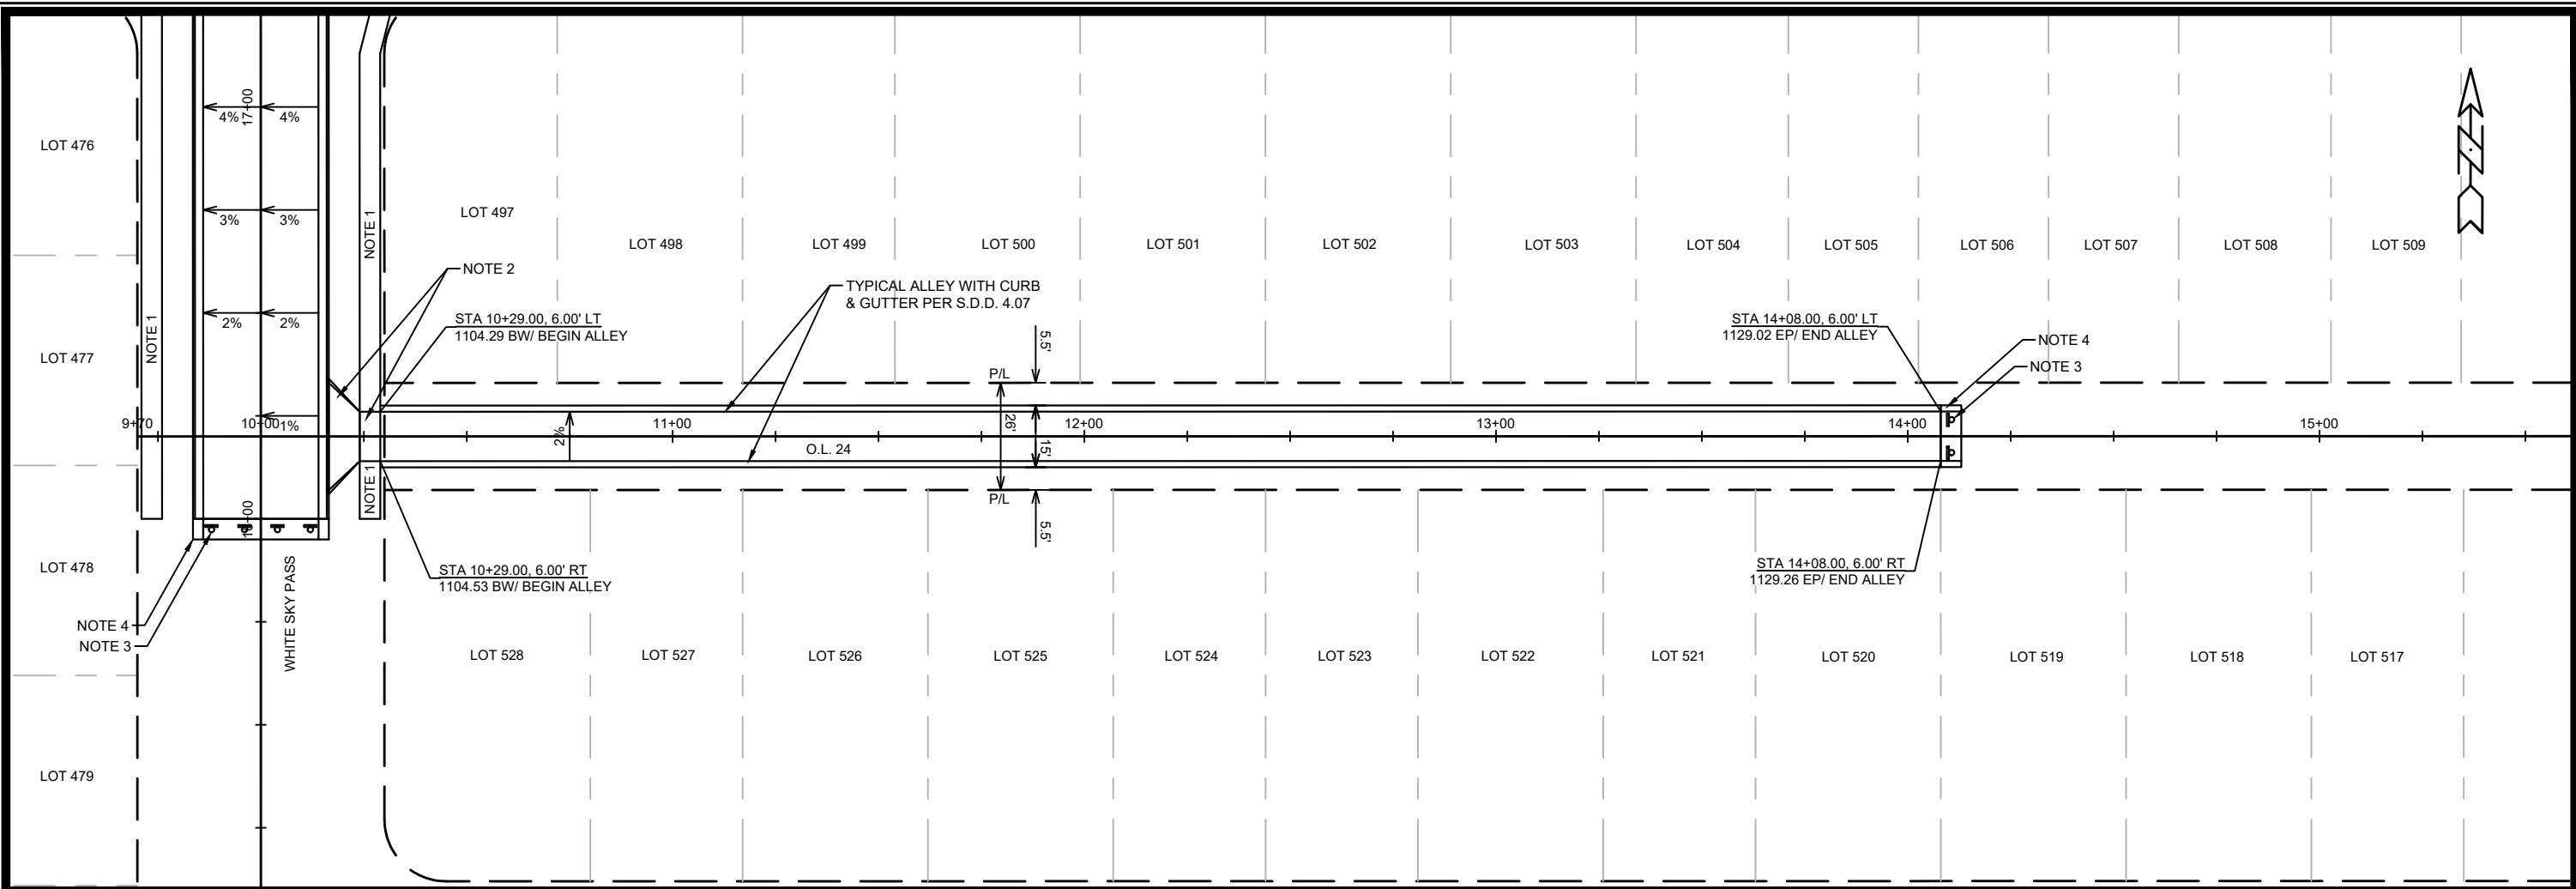 17+00
4%
4%
LOT 476
3%
3%
NOTE 1
LOT 497
LOT 498
LOT 499
LOT 500
LOT 501
LOT 502
LOT 503
LOT 504
LOT 505
LOT 506
LOT 507
LOT 508
LOT 509
NOTE 2
TYPICAL ALLEY WITH CURB
& GUTTER PER S.D.D. 4.07
2%
2%
STA 10+29.00, 6.00' LT
1104.29 BW/ BEGIN ALLEY
5.5'
STA 14+08.00, 6.00' LT
1129.02 EP/ END ALLEY
NOTE 4
NOTE 3
NOTE 1
LOT 477
P/L
9+70
10+00
1%
11+00
12+00
13+00
14+00
15+00
2%
26'
15'
O.L. 24
NOTE 1
P/L
5.5'
LOT 478
STA 10+29.00, 6.00' RT
1104.53 BW/ BEGIN ALLEY
STA 14+08.00, 6.00' RT
1129.26 EP/ END ALLEY
NOTE 4
NOTE 3
WHITE SKY PASS
LOT 528
LOT 527
LOT 526
LOT 525
LOT 524
LOT 523
LOT 522
LOT 521
LOT 520
LOT 519
LOT 518
LOT 517
LOT 479